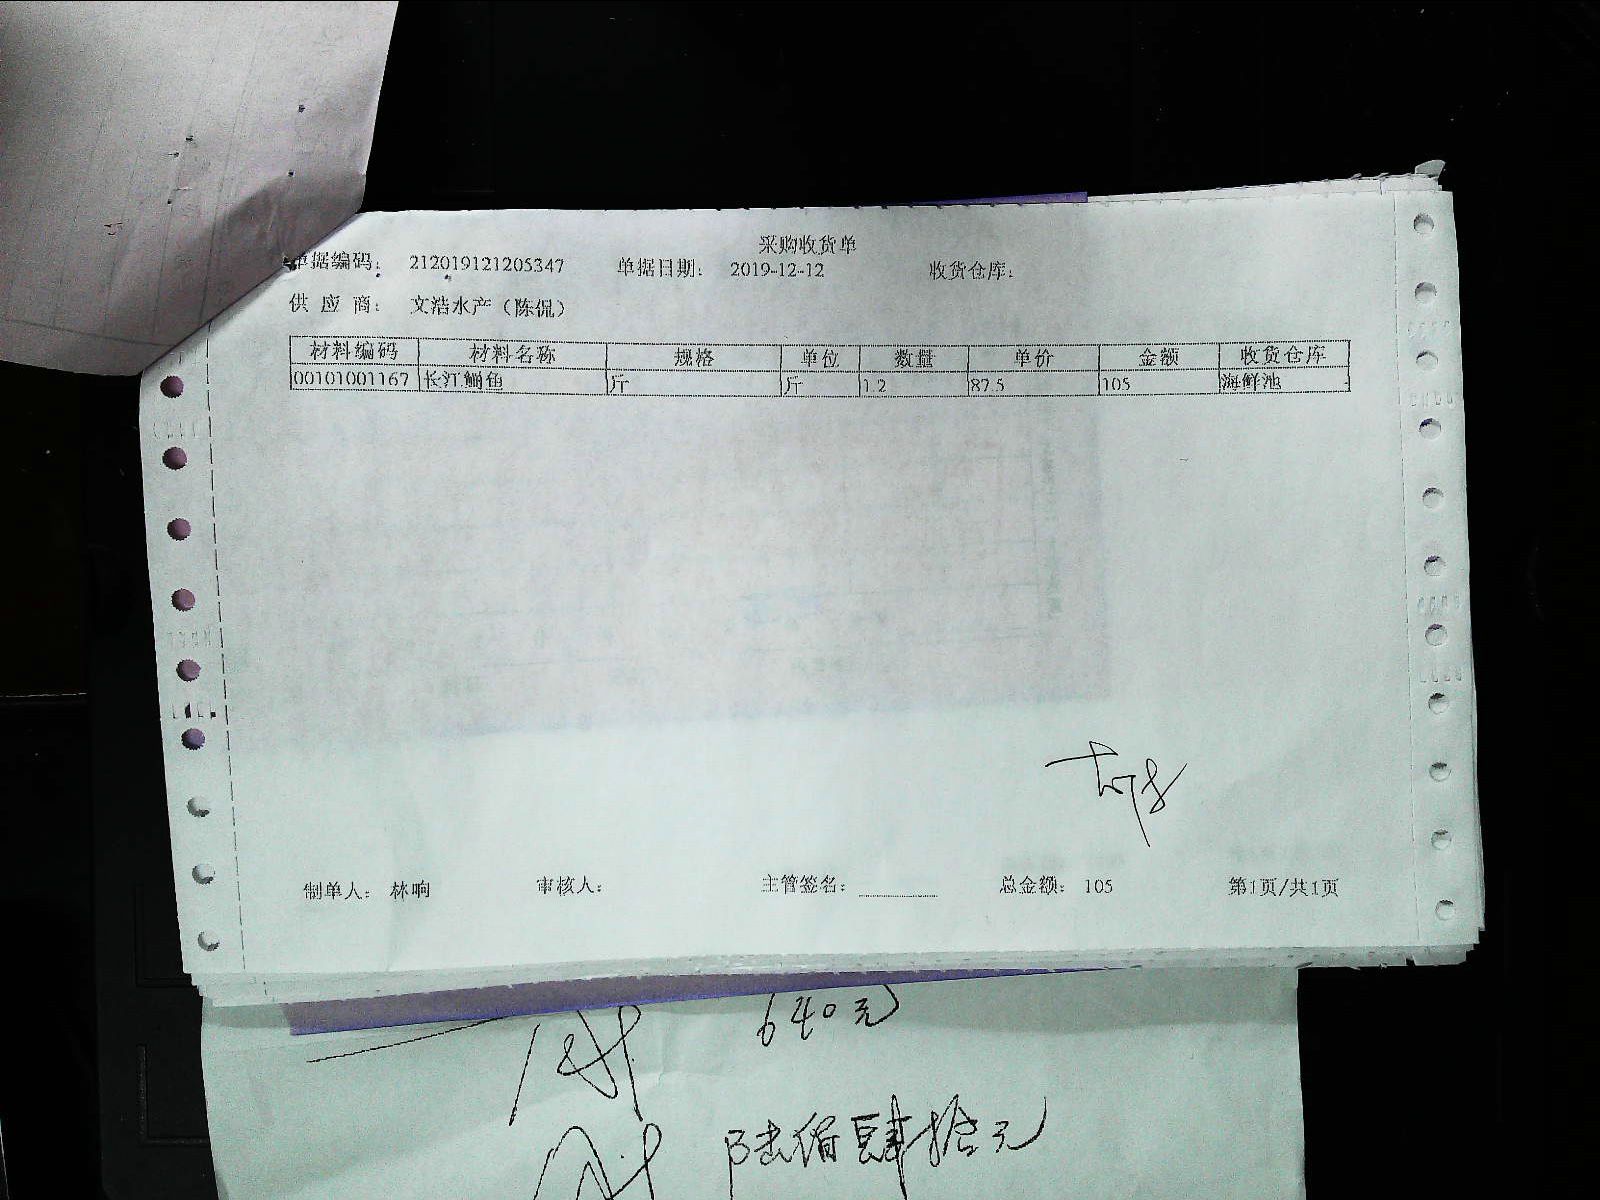 采购收货单
单据编码： 212019121205347 单据日期： 2019-12-12 收货仓库：
供 应 商： 文浩水产（陈侃）
材料编码 材料名称 规格 单位 数量 单价 金额 收货仓库
00101001167 长江鮰鱼 斤 斤 1.2 87.5 105 海鲜池
制单人： 林响 审核人： 主管签名： 总金额： 105 第1页/共1页
640元
陆佰肆拾元